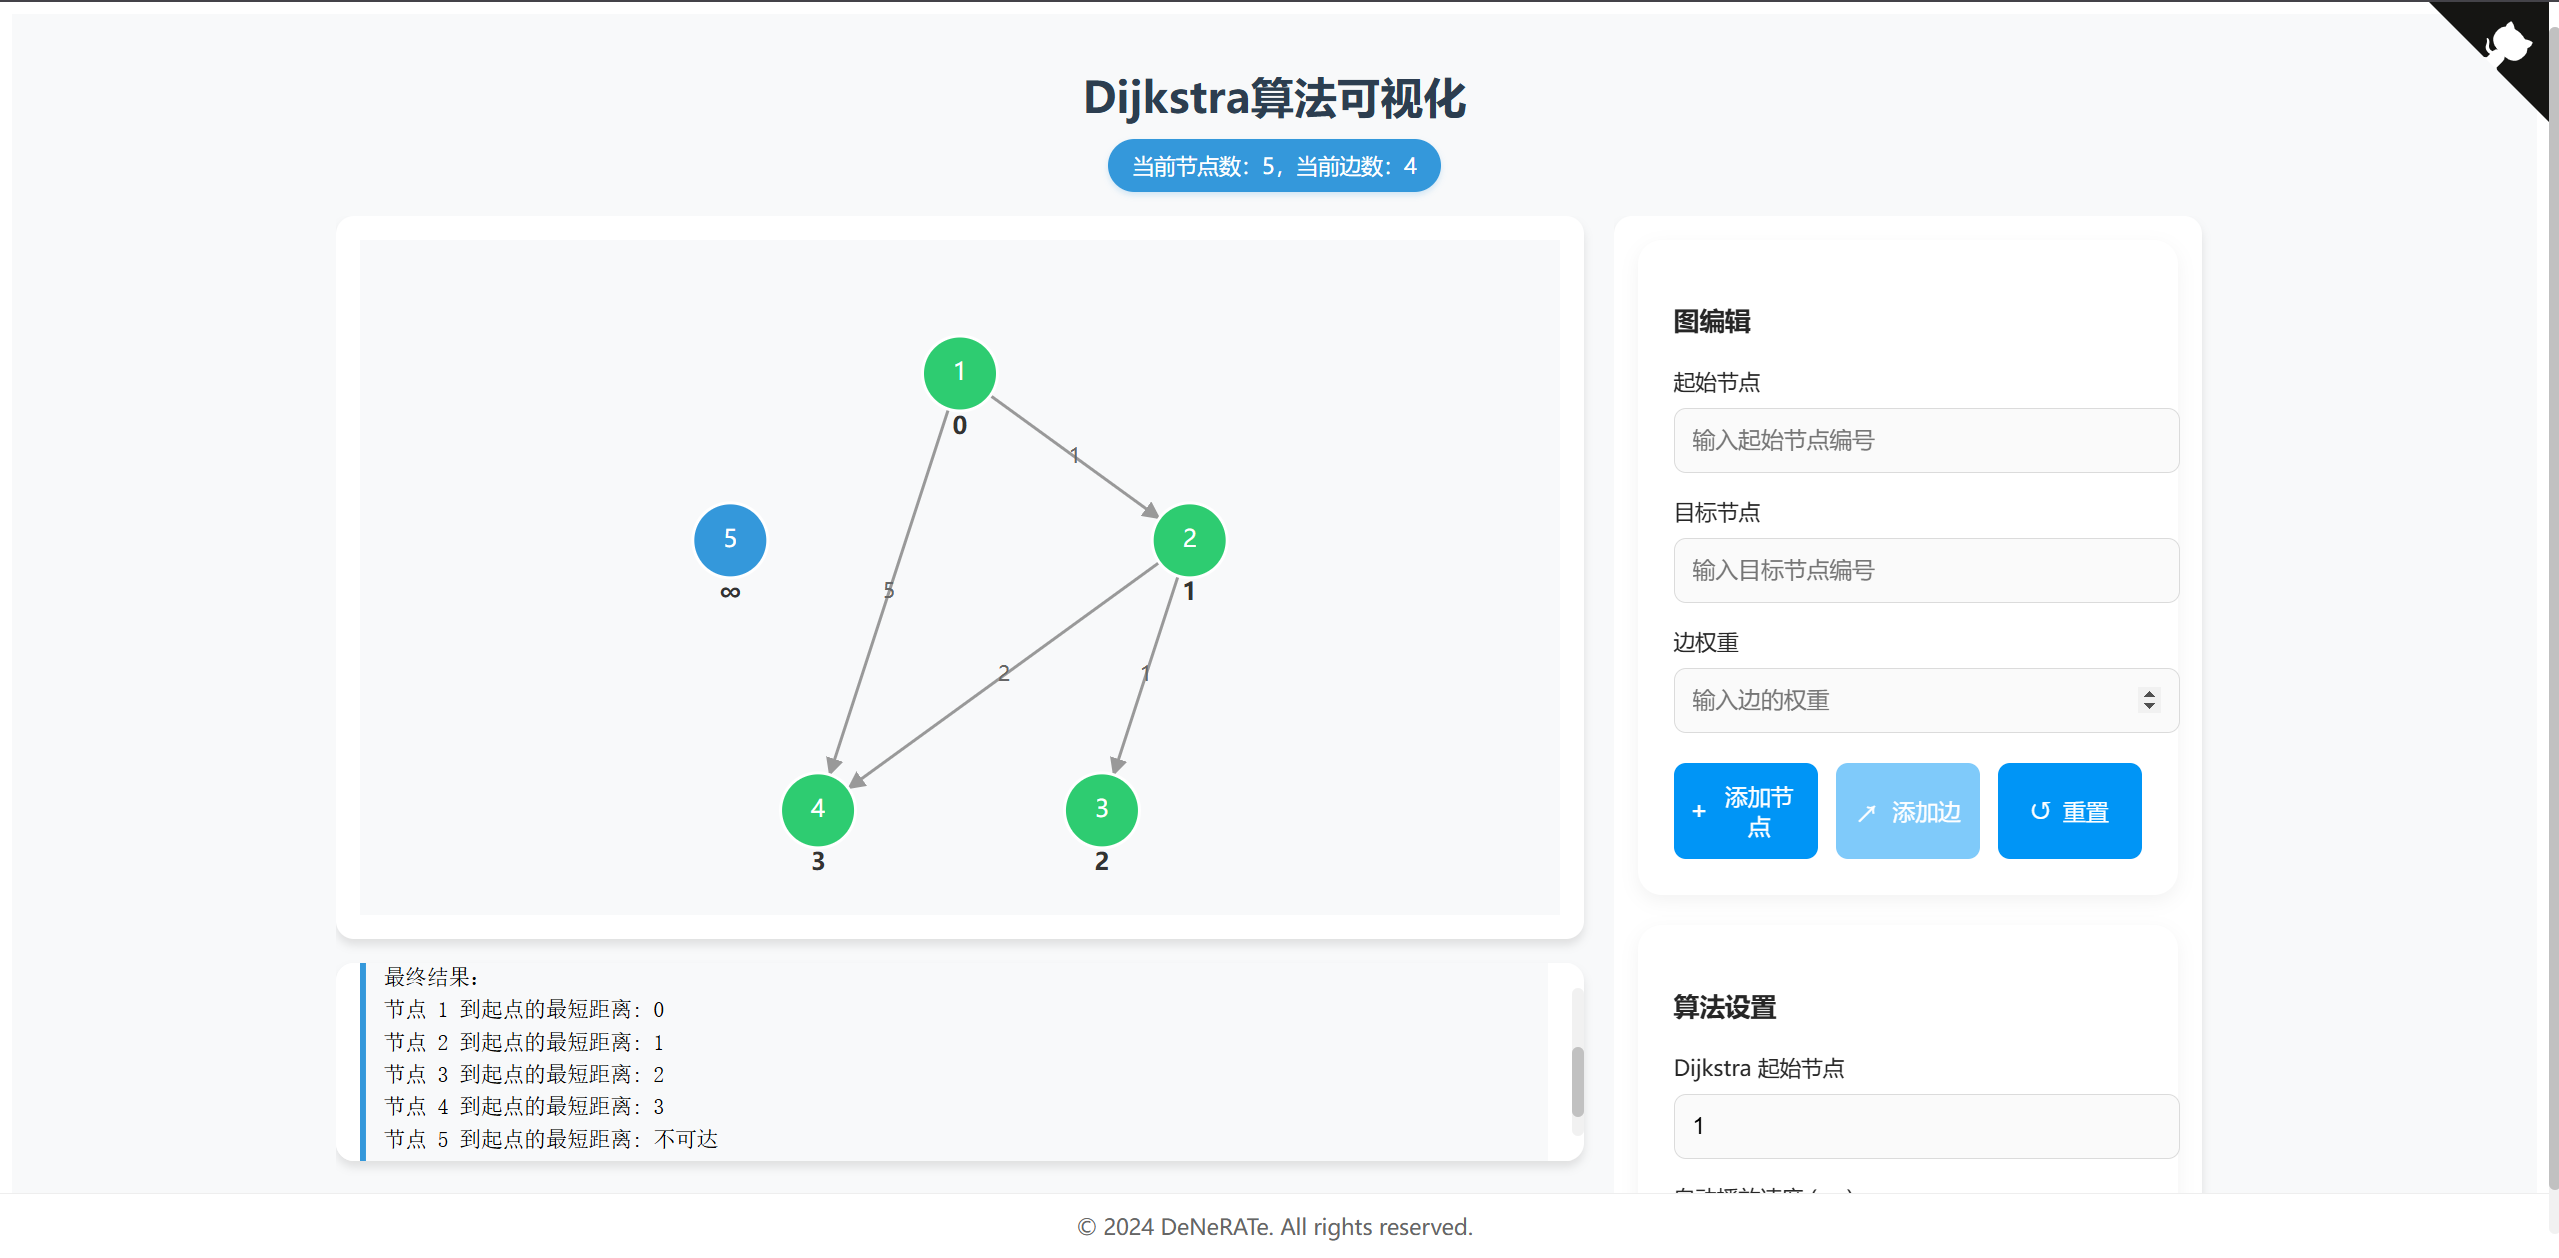 Dijkstra算法可视化
当前节点数：5，当前边数：4
1
0
1
5
∞
2
1
5
2
1
4
3
3
2
最终结果：
节点 1 到起点的最短距离: 0
节点 2 到起点的最短距离: 1
节点 3 到起点的最短距离: 2
节点 4 到起点的最短距离: 3
节点 5 到起点的最短距离: 不可达
图编辑
起始节点
输入起始节点编号
目标节点
输入目标节点编号
边权重
输入边的权重
+ 添加节
点
↗ 添加边
↺ 重置
算法设置
Dijkstra 起始节点
1
© 2024 DeNeRATe. All rights reserved.